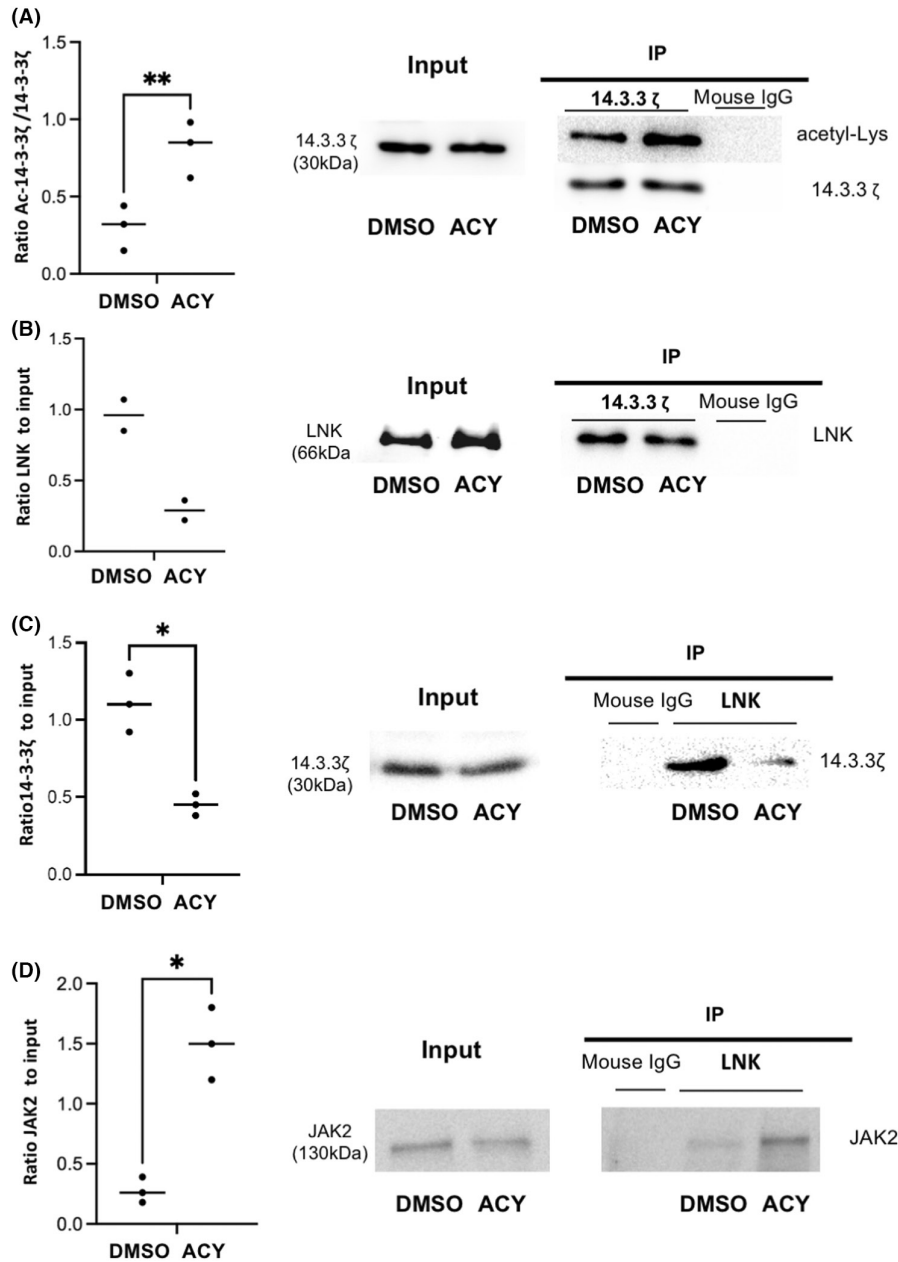 (A)
Ratio Ac-14-3-3ζ /14-3-3ζ
1.5
1.0
0.5
0.0
**
DMSO ACY
Input
14.3.3 ζ
(30kDa)
DMSO ACY
IP
14.3.3 ζ Mouse IgG
acetyl-Lys
14.3.3 ζ
DMSO ACY
(B)
Ratio LNK to input
1.5
1.0
0.5
0.0
DMSO ACY
Input
LNK
(66kDa
DMSO ACY
IP
14.3.3 ζ Mouse IgG
LNK
DMSO ACY
(C)
Ratio14-3-3ζ to input
1.5
1.0
0.5
0.0
*
DMSO ACY
Input
14.3.3ζ
(30kDa)
DMSO ACY
IP
Mouse IgG LNK
14.3.3ζ
DMSO ACY
(D)
Ratio JAK2 to input
2.0
1.5
1.0
0.5
0.0
*
DMSO ACY
Input
JAK2
(130kDa)
DMSO ACY
IP
Mouse IgG LNK
JAK2
DMSO ACY